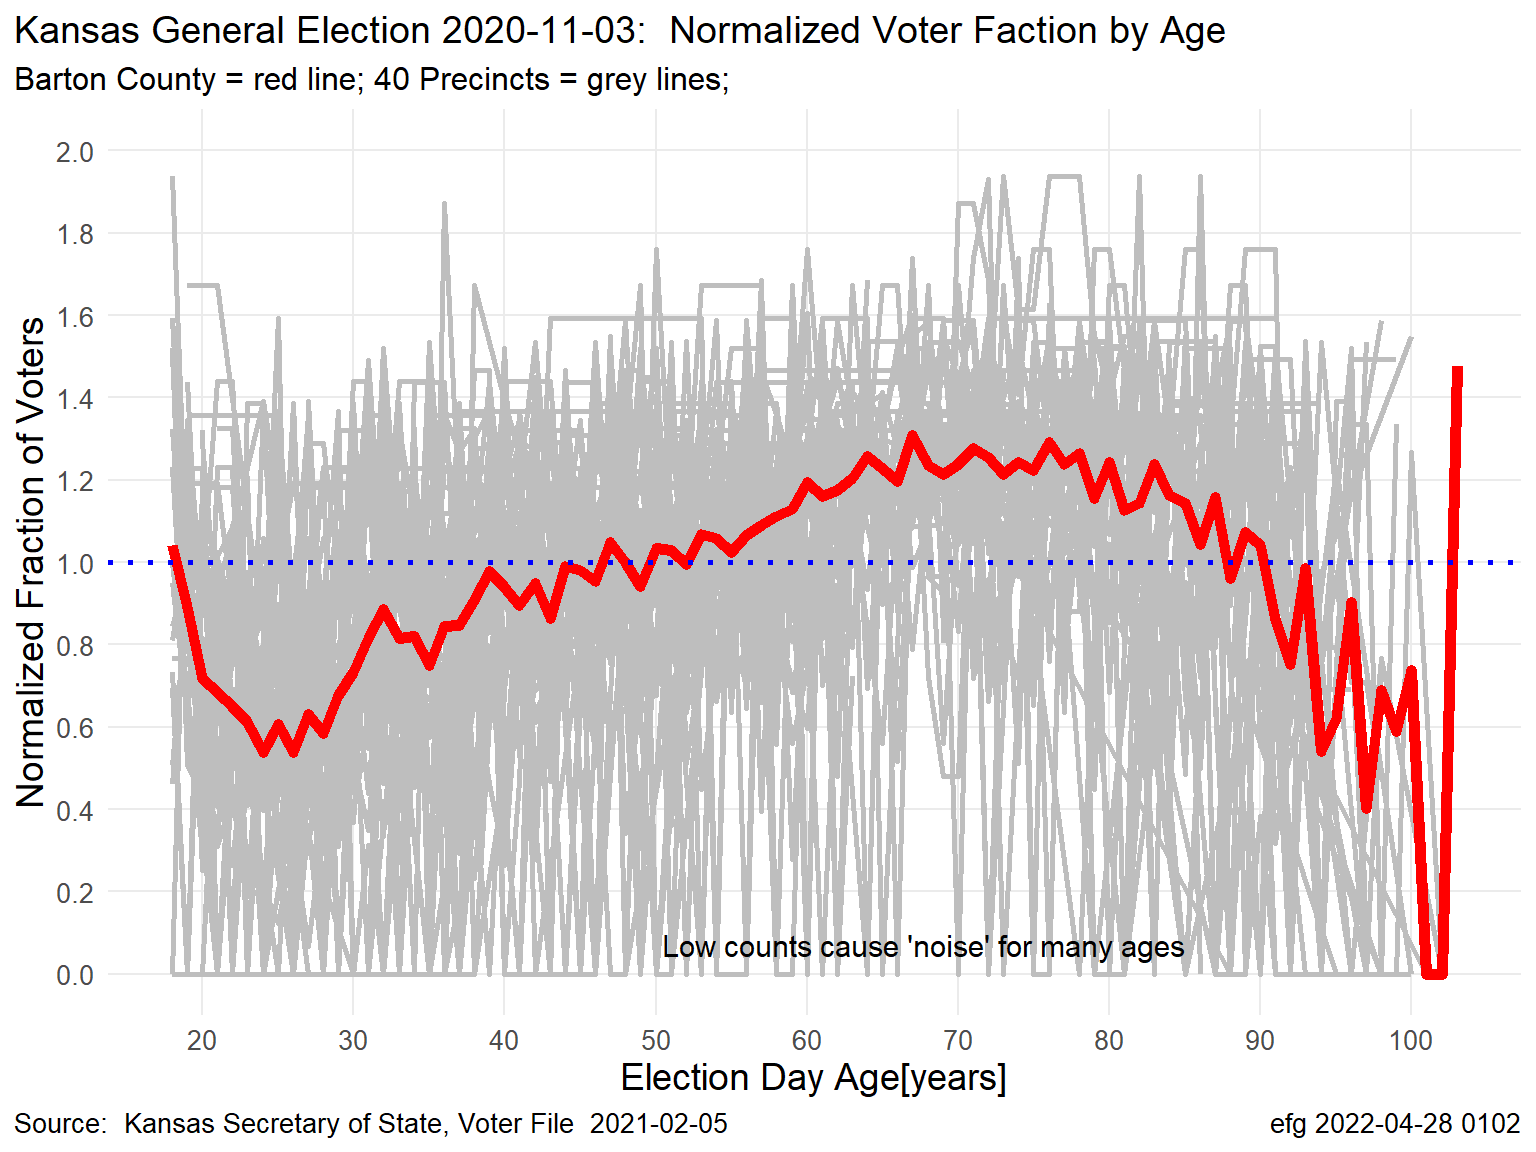 Kansas General Election 2020-11-03:  Normalized Voter Faction by Age
Barton County = red line; 40 Precincts = grey lines;
Normalized Fraction of Voters
2.0
1.8
1.6
1.4
1.2
1.0
0.8
0.6
0.4
0.2
0.0
Low counts cause 'noise' for many ages
20 30 40 50 60 70 80 90 100
Election Day Age[years]
Source:  Kansas Secretary of State, Voter File  2021-02-05
efg 2022-04-28 0102